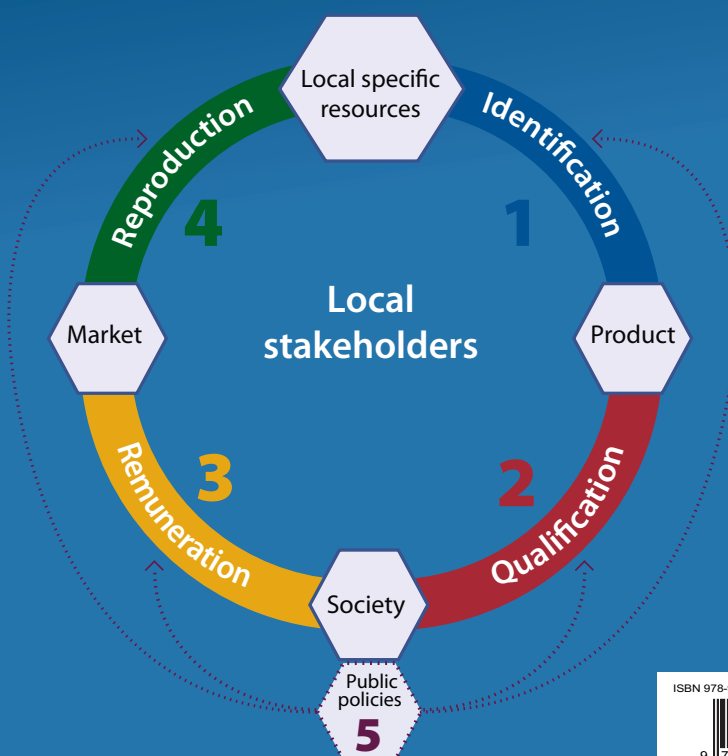 Local specific
resources
Identification
1
Product
2
Qualification
Society
Remuneration
3
Market
4
Reproduction
Local
stakeholders
Public
policies
5
ISBN 978-
9